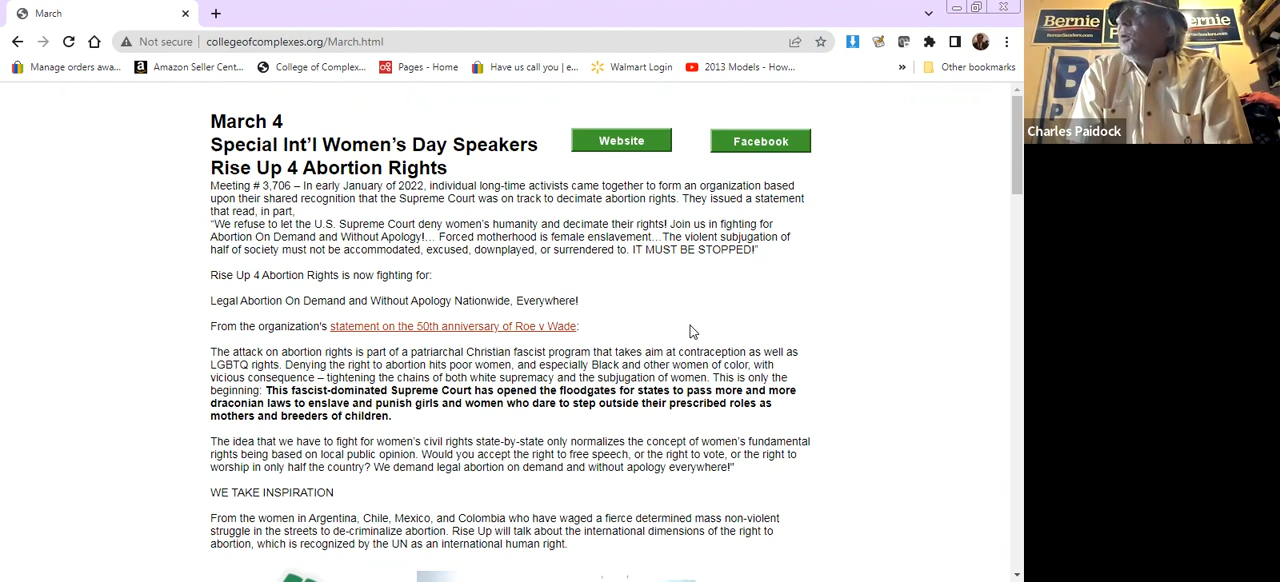 March
Not secure
collegeofcomplexes.org/March.html
Manage orders awa...
Amazon Seller Cent...
College of Comple...
Pages - Home
Have us call you | e...
Walmart Login
2013 Models - How...
»
Other bookmarks
March 4
Special Int'l Women's Day Speakers
Rise Up 4 Abortion Rights
Website
Facebook
Meeting # 3,706 – In early January of 2022, individual long-time activists came together to form an organization based
upon their shared recognition that the Supreme Court was on track to decimate abortion rights. They issued a statement
that read, in part,
“We refuse to let the U.S. Supreme Court deny women’s humanity and decimate their rights! Join us in fighting for
Abortion On Demand and Without Apology!… Forced motherhood is female enslavement…The violent subjugation of
half of society must not be accommodated, excused, downplayed, or surrendered to. IT MUST BE STOPPED!”
Rise Up 4 Abortion Rights is now fighting for:
Legal Abortion On Demand and Without Apology Nationwide, Everywhere!
From the organization's statement on the 50th anniversary of Roe v Wade:
The attack on abortion rights is part of a patriarchal Christian fascist program that takes aim at contraception as well as
LGBTQ rights. Denying the right to abortion hits poor women, and especially Black and other women of color, with
vicious consequence – tightening the chains of both white supremacy and the subjugation of women. This is only the
beginning: This fascist-dominated Supreme Court has opened the floodgates for states to pass more and more
draconian laws to enslave and punish girls and women who dare to step outside their prescribed roles as
mothers and breeders of children.
The idea that we have to fight for women’s civil rights state-by-state only normalizes the concept of women’s fundamental
rights being based on local public opinion. Would you accept the right to free speech, or the right to vote, or the right to
worship in only half the country? We demand legal abortion on demand and without apology everywhere!”
WE TAKE INSPIRATION
From the women in Argentina, Chile, Mexico, and Colombia who have waged a fierce determined mass non-violent
struggle in the streets to de-criminalize abortion. Rise Up will talk about the international dimensions of the right to
abortion, which is recognized by the UN as an international human right.
Bernie
BernieSanders.com
Charles Paidock